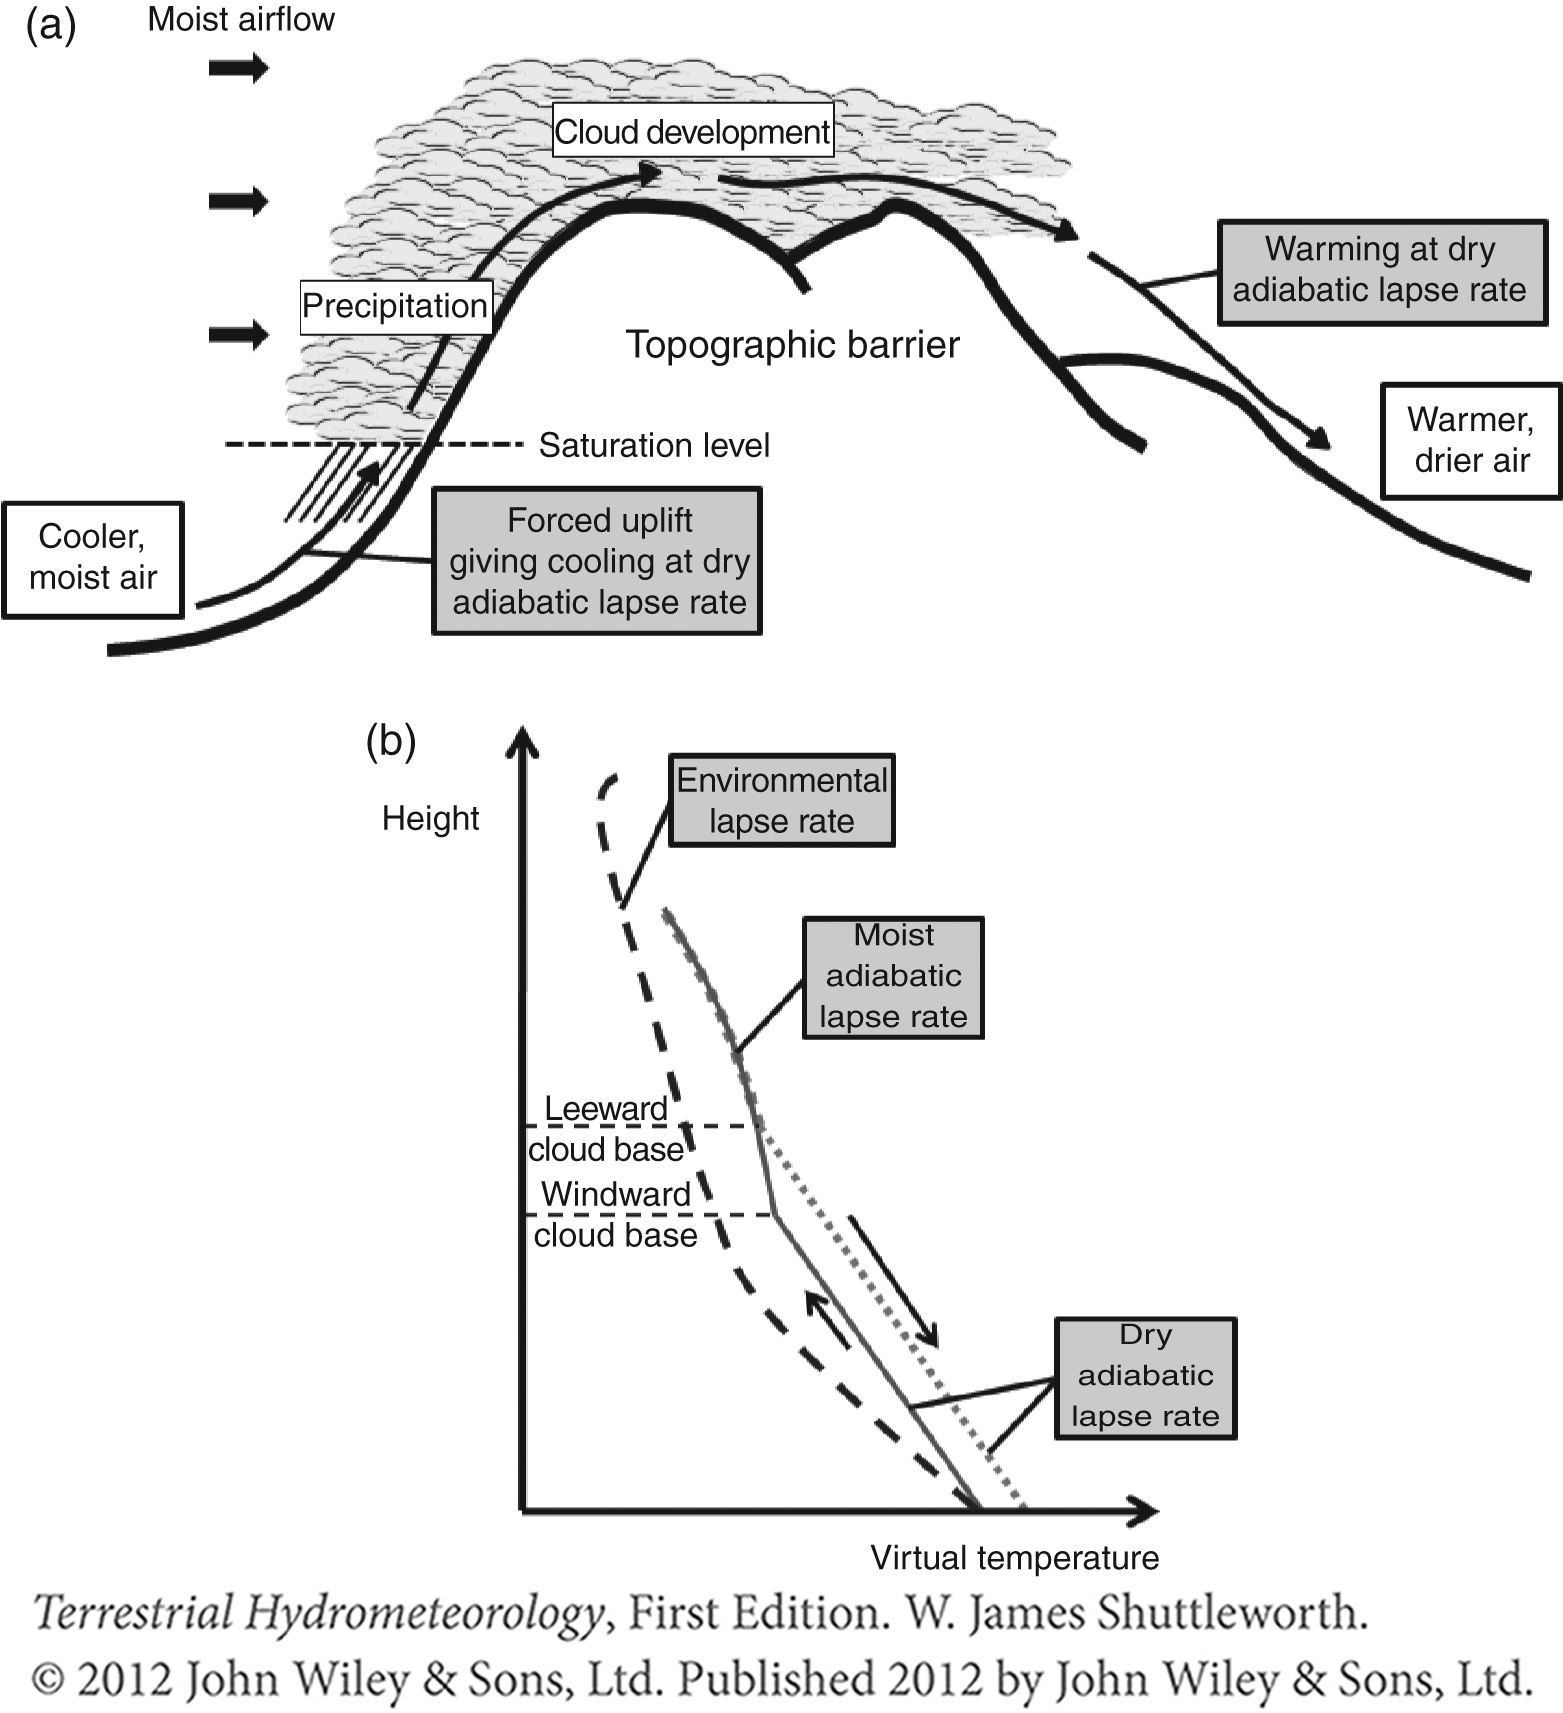 (a)
Moist airflow
Cloud development
Precipitation
Warming at dry
adiabatic lapse rate
Topographic barrier
Warmer,
drier air
Saturation level
Cooler,
moist air
Forced uplift
giving cooling at dry
adiabatic lapse rate
(b)
Height
Environmental
lapse rate
Moist
adiabatic
lapse rate
Leeward
cloud base
Windward
cloud base
Dry
adiabatic
lapse rate
Virtual temperature
Terrestrial Hydrometeorology, First Edition. W. James Shuttleworth.
© 2012 John Wiley & Sons, Ltd. Published 2012 by John Wiley & Sons, Ltd.